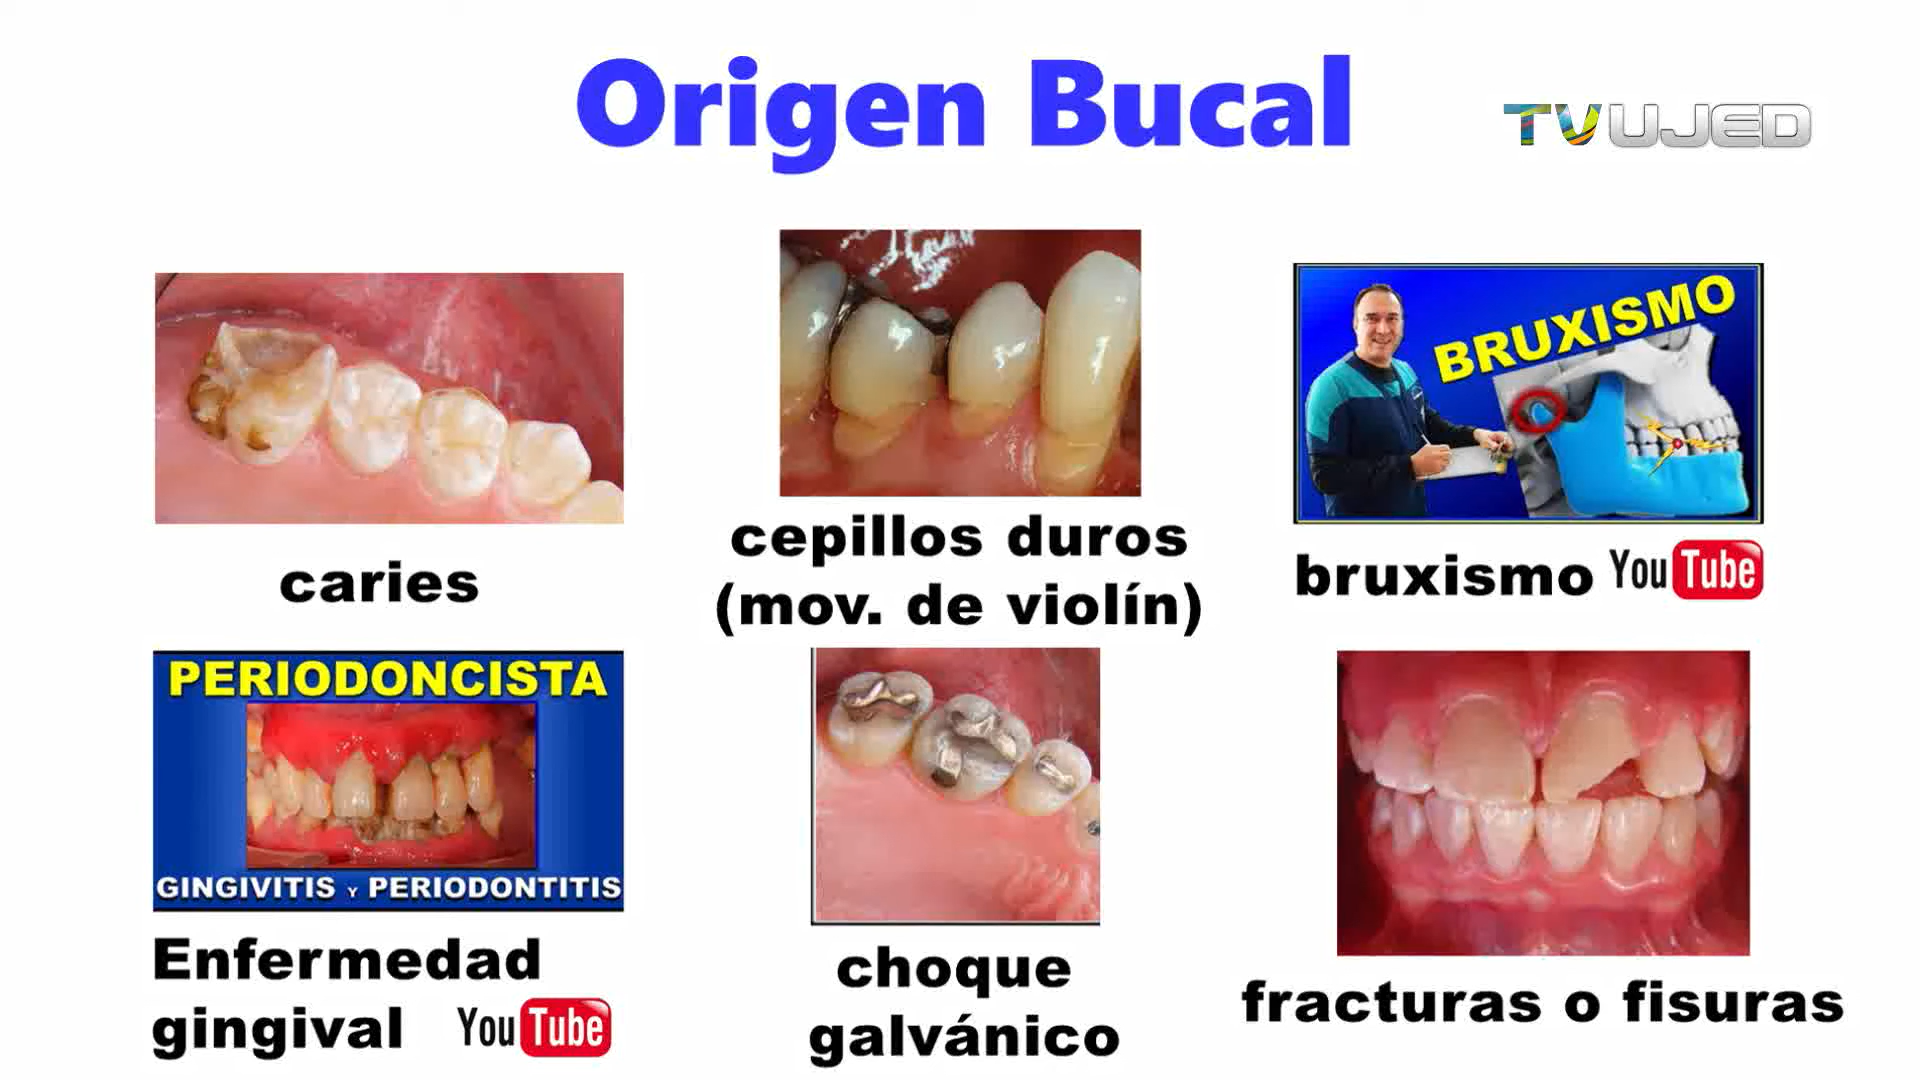 Origen Bucal
TVUJED
caries
cepillos duros
(mov. de violín)
BRUXISMO
bruxismo YouTube
PERIODONCISTA
GINGIVITIS Y PERIODONTITIS
Enfermedad
gingival YouTube
choque
galvánico
fracturas o fisuras